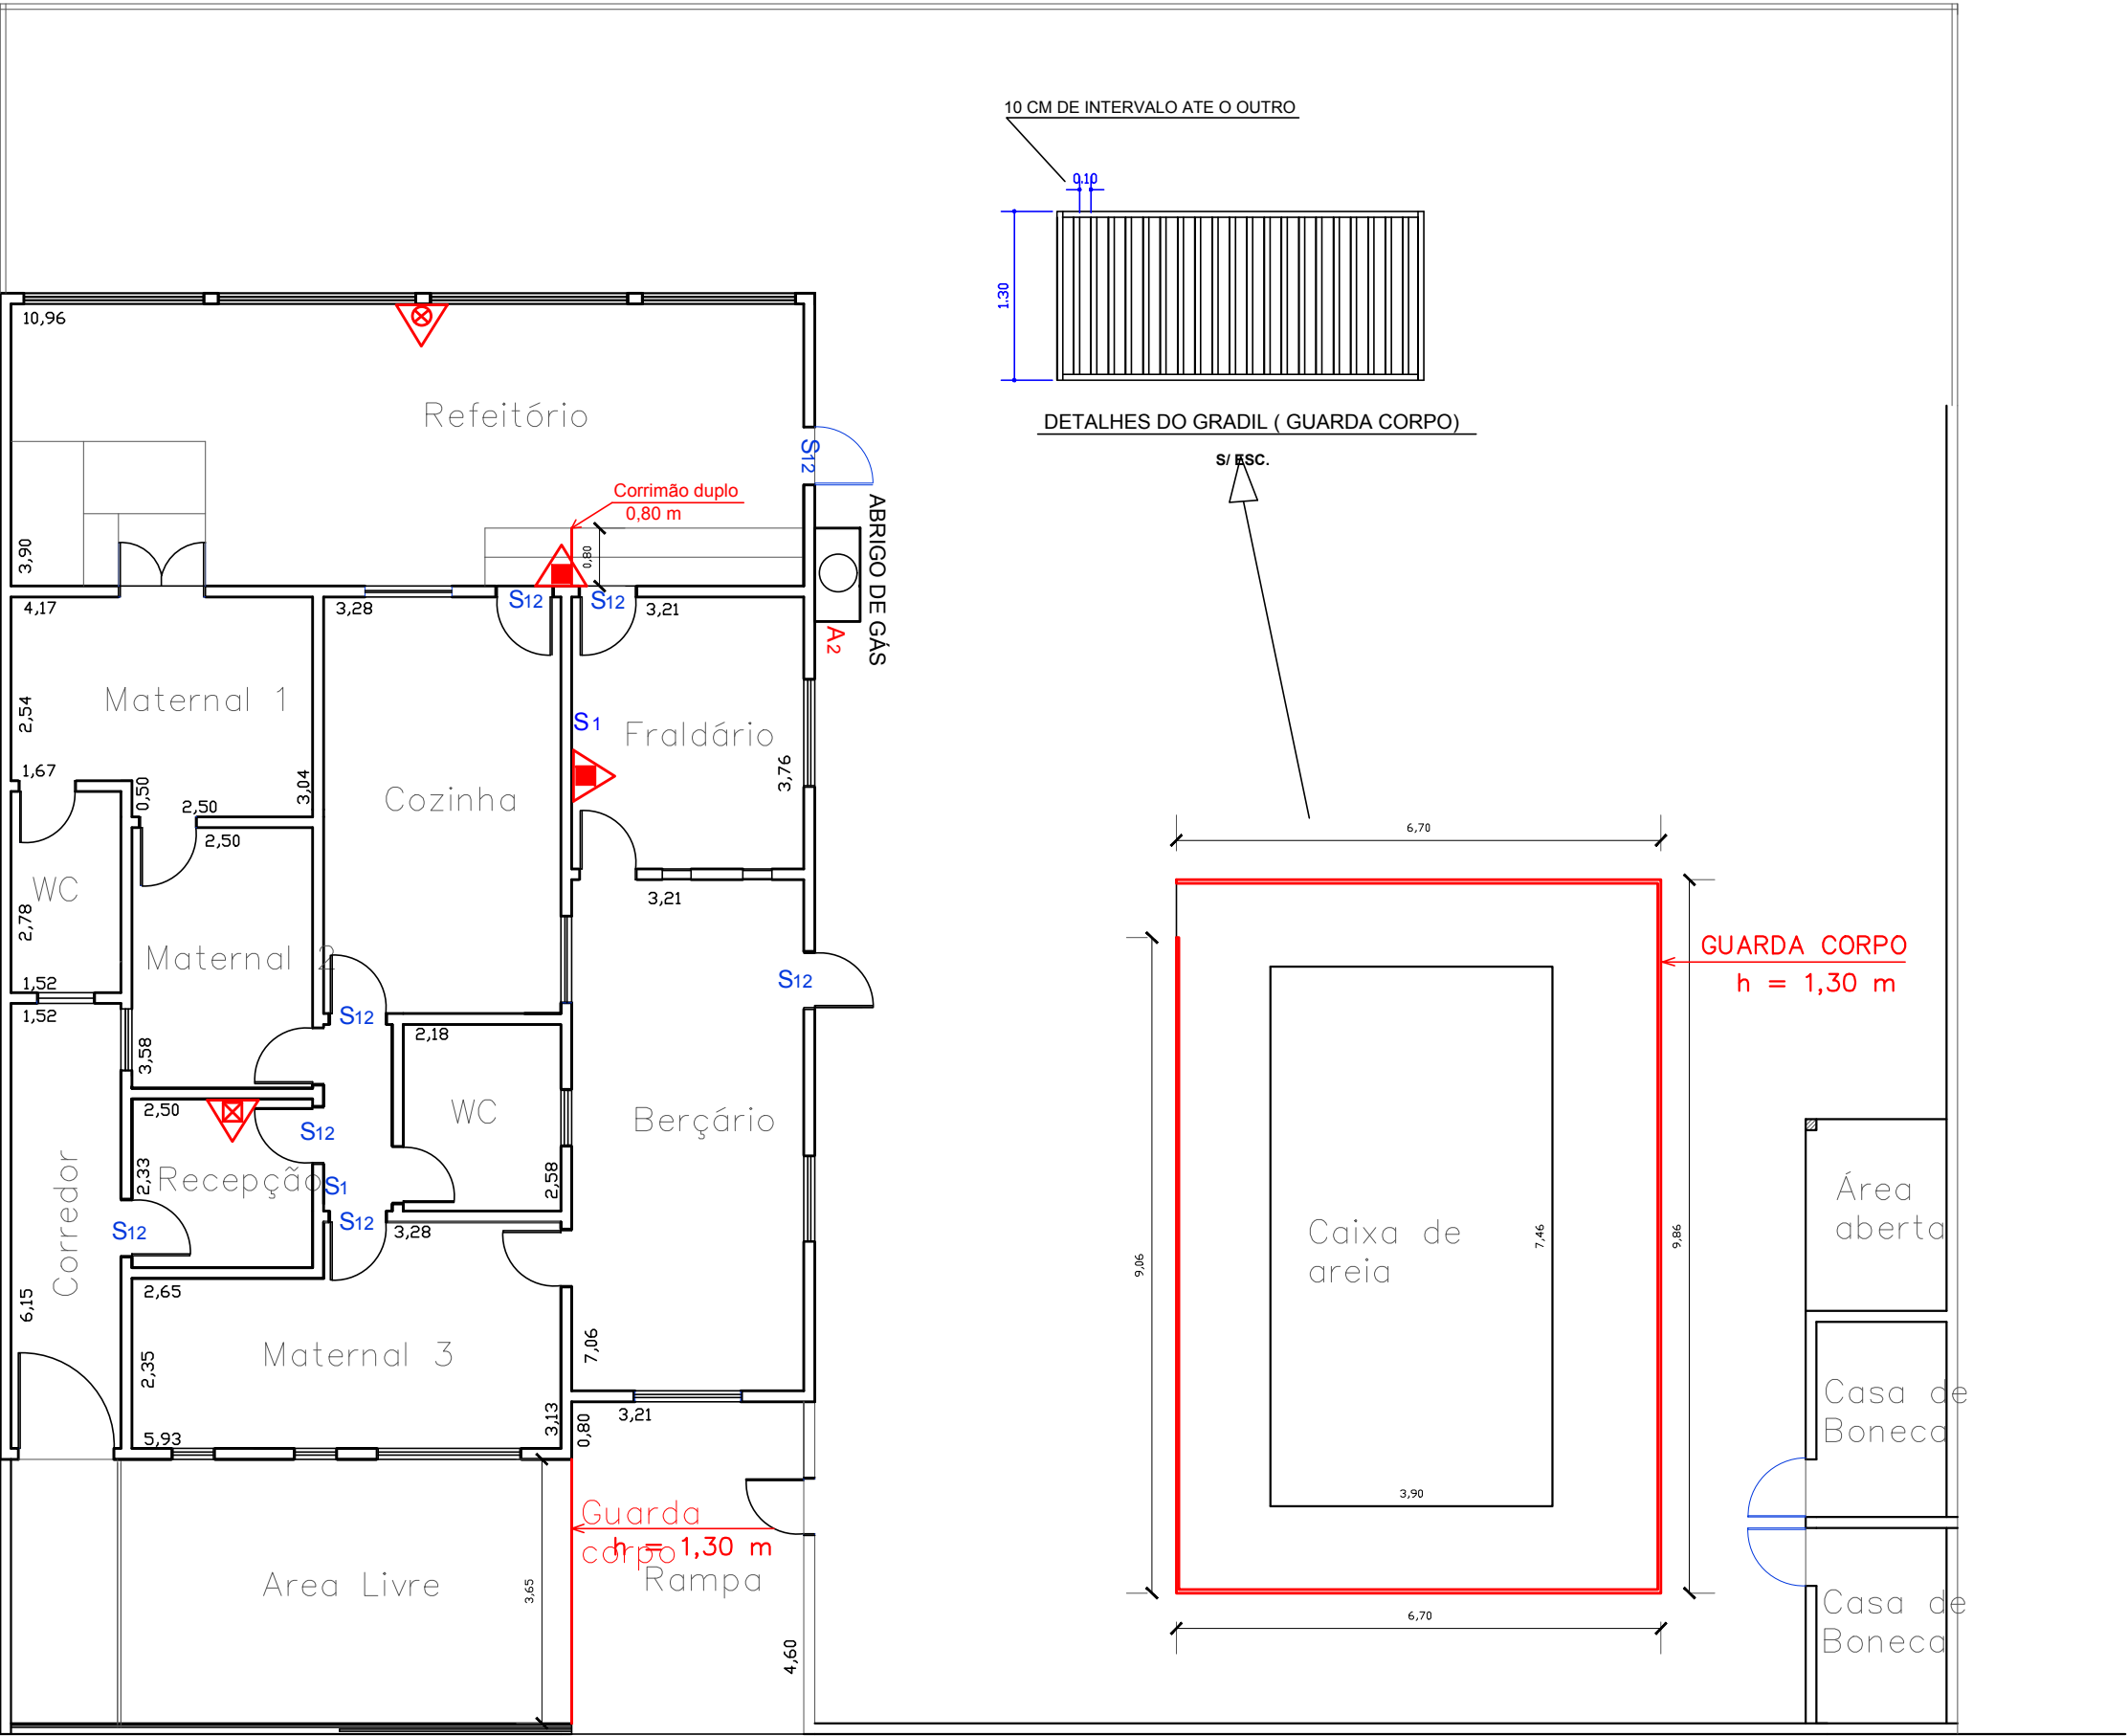 10 CM DE INTERVALO ATE O OUTRO
0.10
1.30
DETALHES DO GRADIL ( GUARDA CORPO)
S/ ESC.
10,96
Refeitório
S12
Corrimão duplo
0,80 m
0,80
3,90
ABRIGO DE GÁS
A2
4,17
3,28
S12
S12
3,21
Maternal 1
2,54
S1
Fraldário
1,67
0,50
2,50
3,04
Cozinha
3,76
2,50
WC
2,78
Maternal 2
3,21
1,52
S12
1,52
S12
3,58
2,18
2,50
WC
Berçário
S12
2,33
Recepção
S1
2,58
Corredor
S12
S12
3,28
6,15
2,65
Maternal 3
2,35
7,06
5,93
3,13
0,80
3,21
Guarda
corpo
h = 1,30 m
Rampa
Area Livre
3,65
4,60
6,70
GUARDA CORPO
h = 1,30 m
9,06
Caixa de
areia
7,46
9,86
3,90
6,70
Área
aberta
Casa de
Boneca
Casa de
Boneca